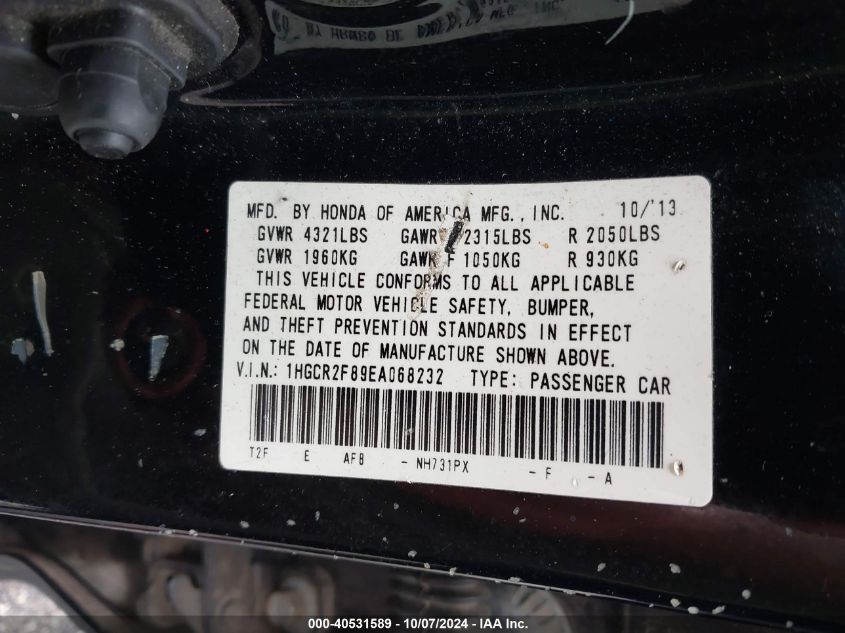 MFD. BY HONDA OF AMERICA MFG., INC. 10/'13
GVWR 4321LBS GAWR 2315LBS R 2050LBS
GVWR 1960KG GAWR F 1050KG R 930KG
THIS VEHICLE CONFORMS TO ALL APPLICABLE
FEDERAL MOTOR VEHICLE SAFETY, BUMPER,
AND THEFT PREVENTION STANDARDS IN EFFECT
ON THE DATE OF MANUFACTURE SHOWN ABOVE.
V.I.N.: 1HGCR2F89EA068232 TYPE: PASSENGER CAR
T2F E AFB - NH731PX - F - A
000-40531589 - 10/07/2024 - IAA Inc.